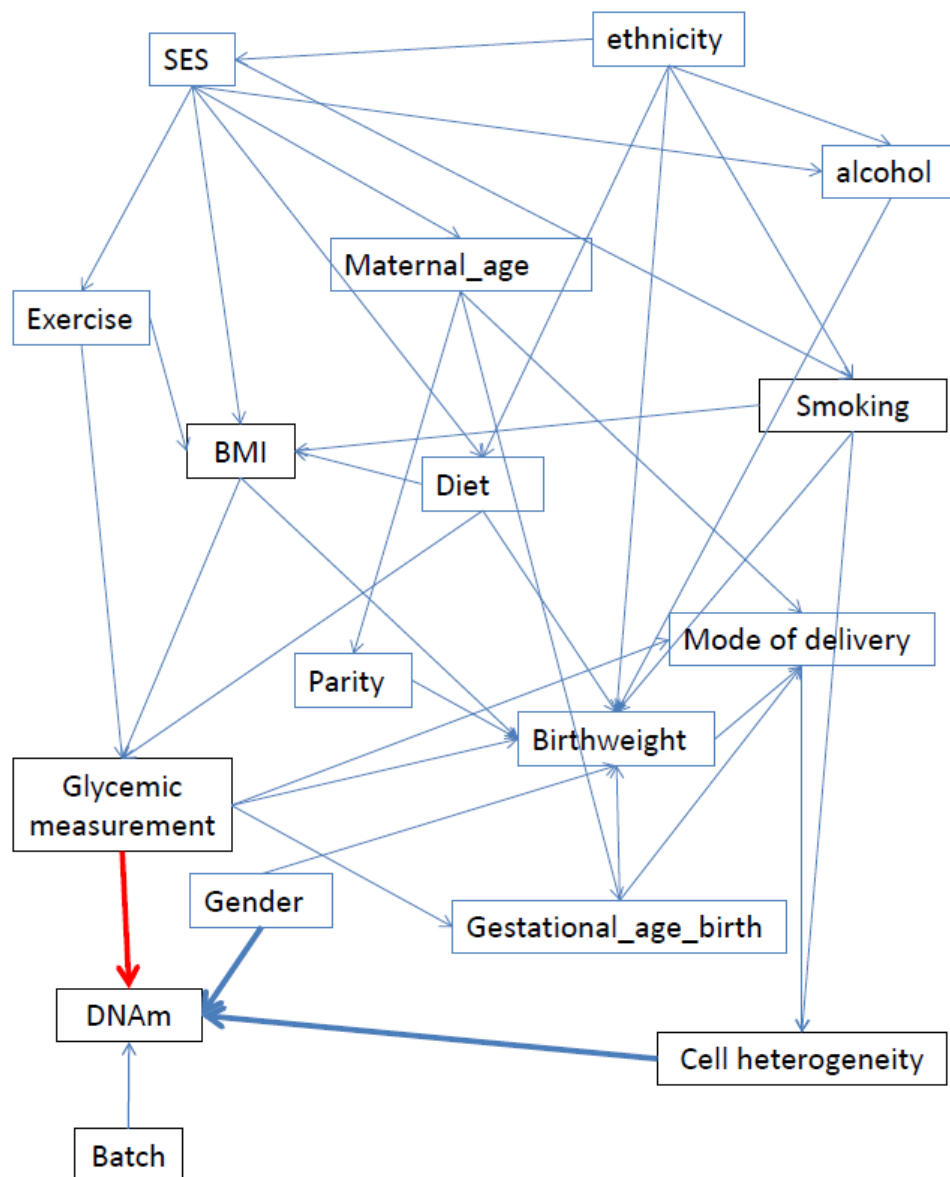 ethnicity
SES
alcohol
Maternal_age
Exercise
Smoking
BMI
Diet
Mode of delivery
Parity
Birthweight
Glycemic
measurement
Gender
Gestational_age_birth
DNAm
Cell heterogeneity
Batch